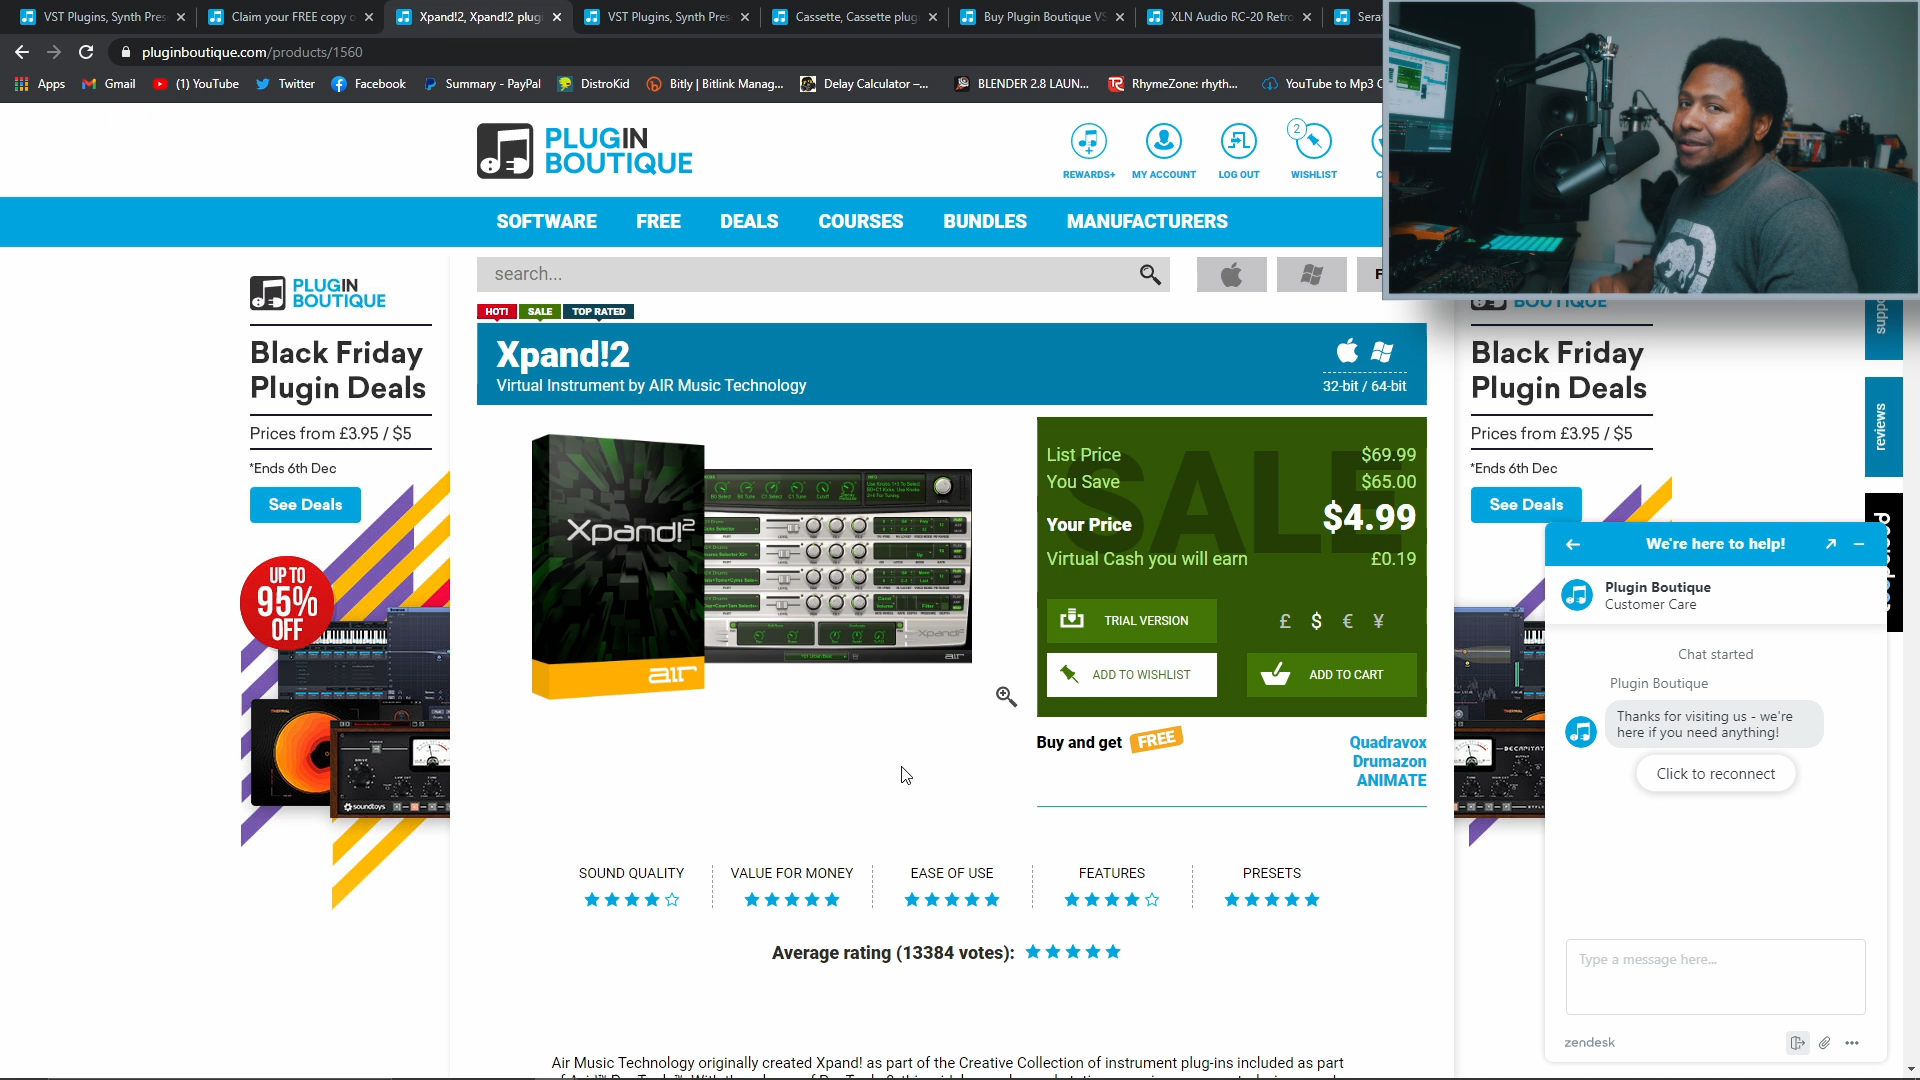 VST Plugins, Synth Pres
Claim your FREE copy o
Xpand!2, Xpand!2 plugi
VST Plugins, Synth Pres
Cassette, Cassette plug
Buy Plugin Boutique VS
XLN Audio RC-20 Retro
Serat
pluginboutique.com/products/1560
Apps
Gmail
(1) YouTube
Twitter
Facebook
Summary - PayPal
DistroKid
Bitly | Bitlink Manag...
Delay Calculator –...
BLENDER 2.8 LAUN...
RhymeZone: rhyth...
YouTube to Mp3 C
PLUGIN
BOUTIQUE
REWARDS+
MY ACCOUNT
LOG OUT
2
WISHLIST
SOFTWARE
FREE
DEALS
COURSES
BUNDLES
MANUFACTURERS
search...
PLUGIN
BOUTIQUE
Black Friday
Plugin Deals
Prices from £3.95 / $5
*Ends 6th Dec
See Deals
UP TO
95%
OFF
soundtoys
HOT!
SALE
TOP RATED
Xpand!2
Virtual Instrument by AIR Music Technology
32-bit / 64-bit
Xpand!2
air
SALE
List Price $69.99
You Save $65.00
Your Price $4.99
Virtual Cash you will earn £0.19
TRIAL VERSION
£ $ € ¥
ADD TO WISHLIST
ADD TO CART
Buy and get FREE
Quadravox
Drumazon
ANIMATE
SOUND QUALITY
VALUE FOR MONEY
EASE OF USE
FEATURES
PRESETS
Average rating (13384 votes):
Air Music Technology originally created Xpand! as part of the Creative Collection of instrument plug-ins included as part
BOUTIQUE
Black Friday
Plugin Deals
Prices from £3.95 / $5
*Ends 6th Dec
See Deals
reviews
We're here to help!
Plugin Boutique
Customer Care
Chat started
Plugin Boutique
Thanks for visiting us - we're
here if you need anything!
Click to reconnect
Type a message here...
zendesk